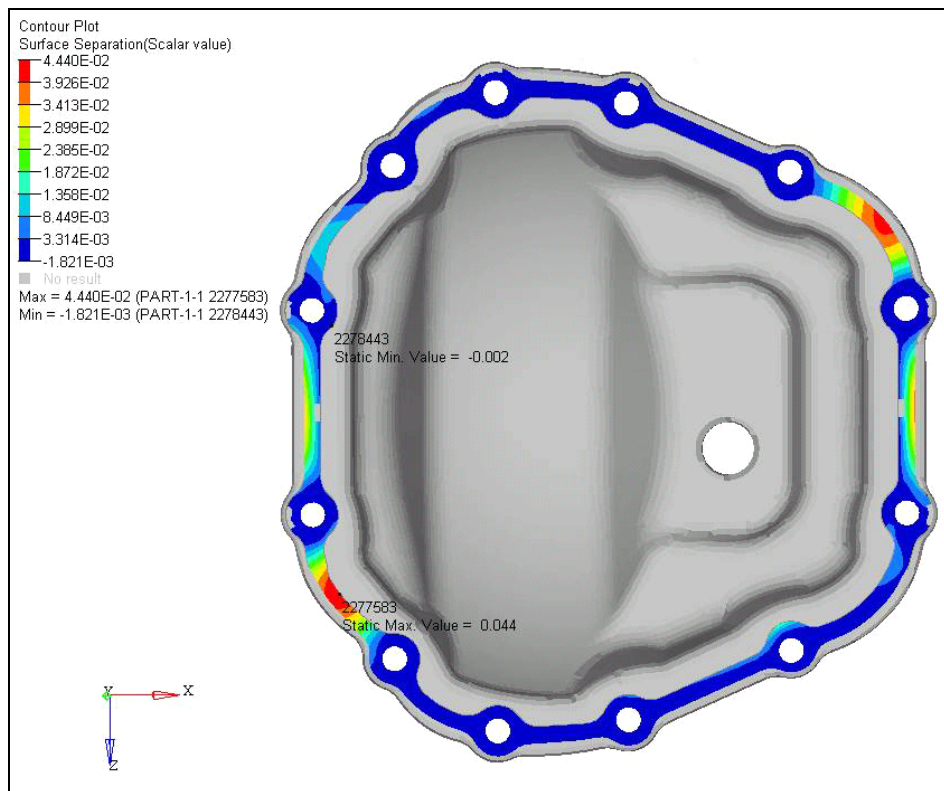 Contour Plot
Surface Separation(Scalar value)
4.440E-02
3.926E-02
3.413E-02
2.899E-02
2.385E-02
1.872E-02
1.358E-02
8.449E-03
3.314E-03
-1.821E-03
No result
Max = 4.440E-02 (PART-1-1 2277583)
Min = -1.821E-03 (PART-1-1 2278443)
2278443
Static Min. Value = -0.002
2277583
Static Max. Value = 0.044
Y
X
Z